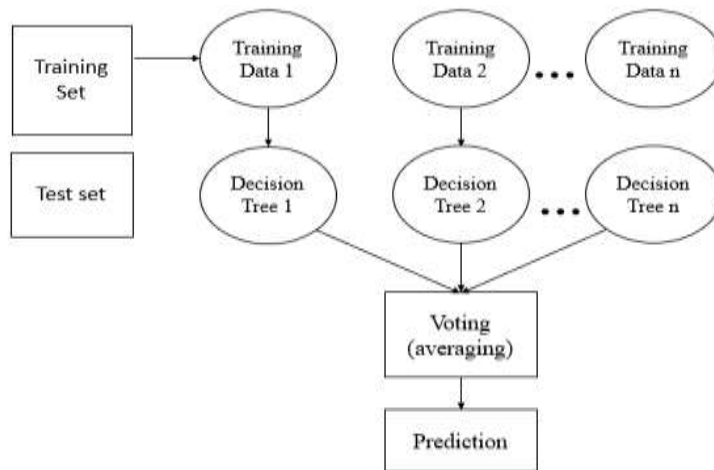 Training
Set
Training
Data 1
Training
Data 2
Training
Data n
Test set
Decision
Tree 1
Decision
Tree 2
Decision
Tree n
Voting
(averaging)
Prediction